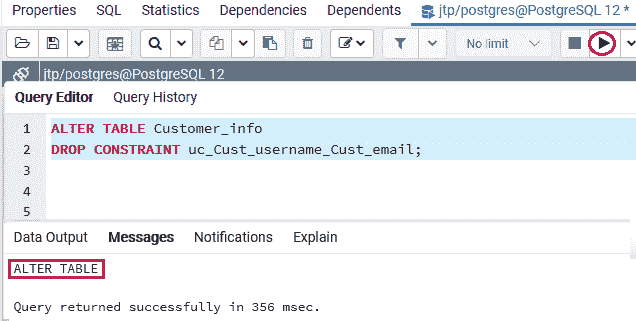 Properties SQL Statistics Dependencies Dependents jtp/postgres@PostgreSQL 12 *
No limit
jtp/postgres@PostgreSQL 12
Query Editor Query History
1 ALTER TABLE Customer_info
2 DROP CONSTRAINT uc_Cust_username_Cust_email;
3
4
5
Data Output Messages Notifications Explain
ALTER TABLE
Query returned successfully in 356 msec.